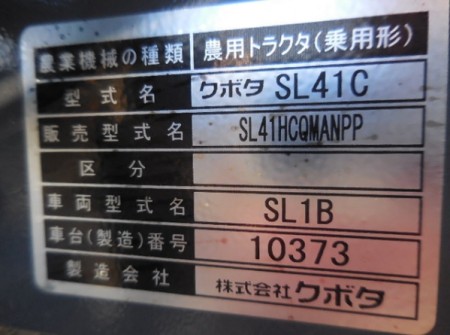 農業機械の種類 農用トラクタ(乗用形)
型式名 クボタ SL41C
販売型式名 SL41HCQMANPP
区分
車両型式名 SL1B
車台(製造)番号 10373
製造会社 株式会社クボタ